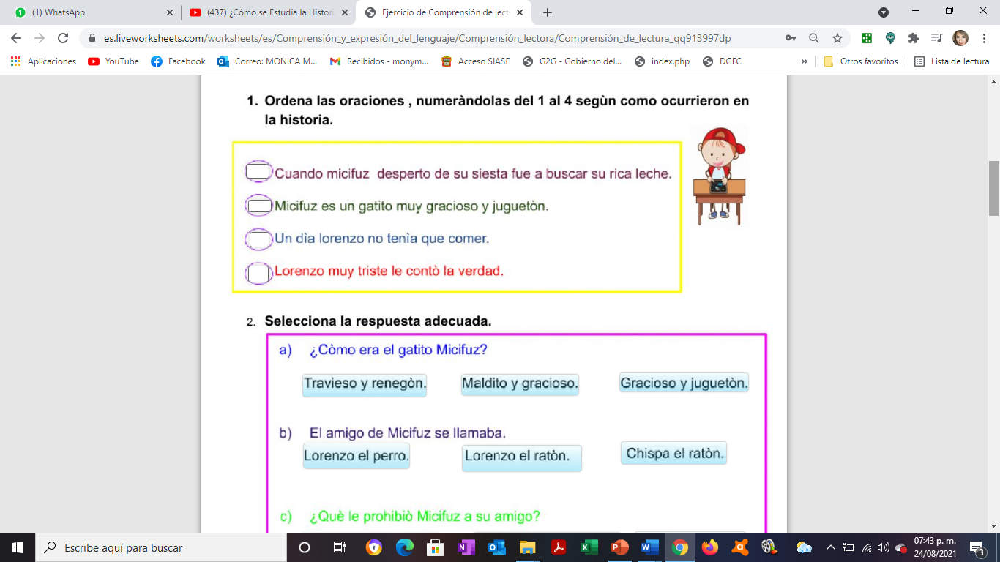 (1) WhatsApp
(437) ¿Cómo se Estudia la Histori
Ejercicio de Comprensión de lect
es.liveworksheets.com/worksheets/es/Comprensión_y_expresión_del_lenguaje/Comprensión_lectora/Comprensión_de_lectura_qq913997dp
Aplicaciones YouTube Facebook Correo: MONICA M... Recibidos - monym... Acceso SIASE G2G - Gobierno del... index.php DGFC » Otros favoritos Lista de lectura
1. Ordena las oraciones , numeràndolas del 1 al 4 segùn como ocurrieron en
la historia.
Cuando micifuz desperto de su siesta fue a buscar su rica leche.
Micifuz es un gatito muy gracioso y juguetòn.
Un dìa lorenzo no tenìa que comer.
Lorenzo muy triste le contò la verdad.
2. Selecciona la respuesta adecuada.
a) ¿Còmo era el gatito Micifuz?
Travieso y renegòn. Maldito y gracioso. Gracioso y juguetòn.
b) El amigo de Micifuz se llamaba.
Lorenzo el perro. Lorenzo el ratòn. Chispa el ratòn.
c) ¿Què le prohibiò Micifuz a su amigo?
Escribe aquí para buscar
07:43 p. m.
24/08/2021
3